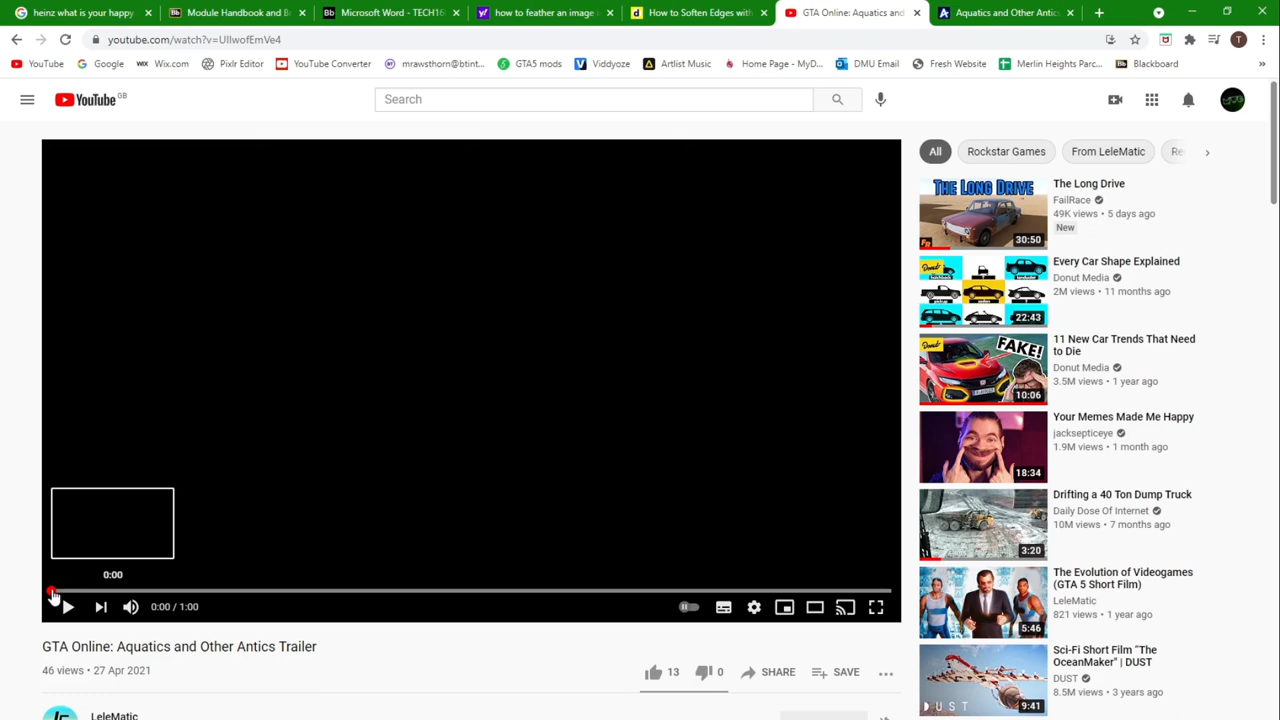 heinz what is your happy
Module Handbook and B
Microsoft Word - TECH16
how to feather an image i
How to Soften Edges with
GTA Online: Aquatics and
Aquatics and Other Antic
youtube.com/watch?v=UIIwofEmVe4
T
YouTube
Google
Wix.com
Pixlr Editor
YouTube Converter
mrawsthorn@btint...
GTA5 mods
Viddyoze
Artlist Music
Home Page - MyD...
DMU Email
Fresh Website
Merlin Heights Parc...
Blackboard
YouTube GB
Search
All
Rockstar Games
From LeleMatic
THE LONG DRIVE
FR
30:50
The Long Drive
FailRace
49K views • 5 days ago
New
Donut
22:43
Every Car Shape Explained
Donut Media
2M views • 11 months ago
Donut
FAKE!
10:06
11 New Car Trends That Need
to Die
Donut Media
3.5M views • 1 year ago
18:34
Your Memes Made Me Happy
jacksepticeye
1.9M views • 1 month ago
3:20
Drifting a 40 Ton Dump Truck
Daily Dose Of Internet
10M views • 7 months ago
5:46
The Evolution of Videogames
(GTA 5 Short Film)
LeleMatic
821 views • 1 year ago
DUST
9:41
Sci-Fi Short Film "The
OceanMaker" | DUST
DUST
8.5M views • 3 years ago
0:00
0:00 / 1:00
GTA Online: Aquatics and Other Antics Trailer
46 views • 27 Apr 2021
13
0
SHARE
SAVE
LeleMatic